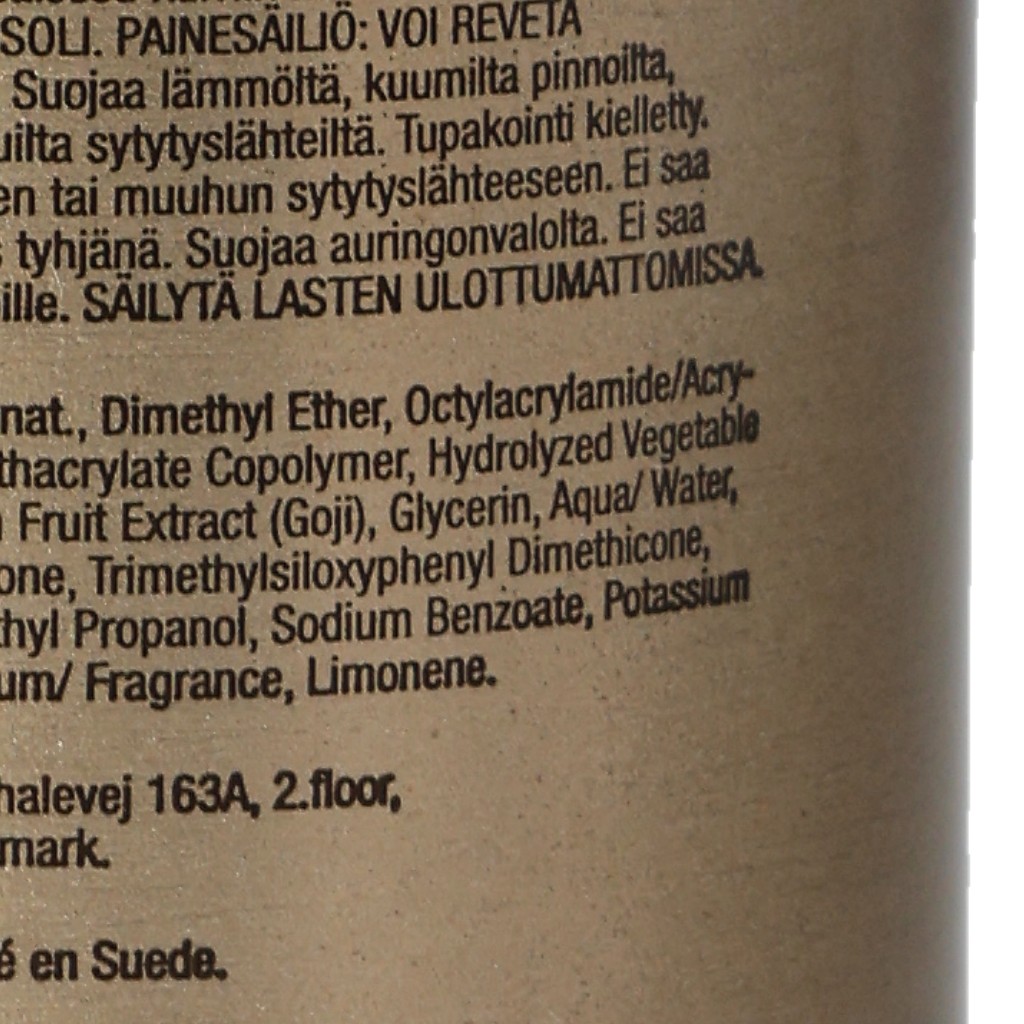 SOLI. PAINESÄILIÖ: VOI REVETÄ
Suojaa lämmöltä, kuumilta pinnoilta,
uilta sytytyslähteiltä. Tupakointi kielletty.
en tai muuhun sytytyslähteeseen. Ei saa
tyhjänä. Suojaa auringonvalolta. Ei saa
ille. SÄILYTÄ LASTEN ULOTTUMATTOMISSA.
nat., Dimethyl Ether, Octylacrylamide/Acry-
thacrylate Copolymer, Hydrolyzed Vegetable
Fruit Extract (Goji), Glycerin, Aqua/ Water,
one, Trimethylsiloxyphenyl Dimethicone,
thyl Propanol, Sodium Benzoate, Potassium
um/ Fragrance, Limonene.
halevej 163A, 2.floor,
mark.
é en Suede.